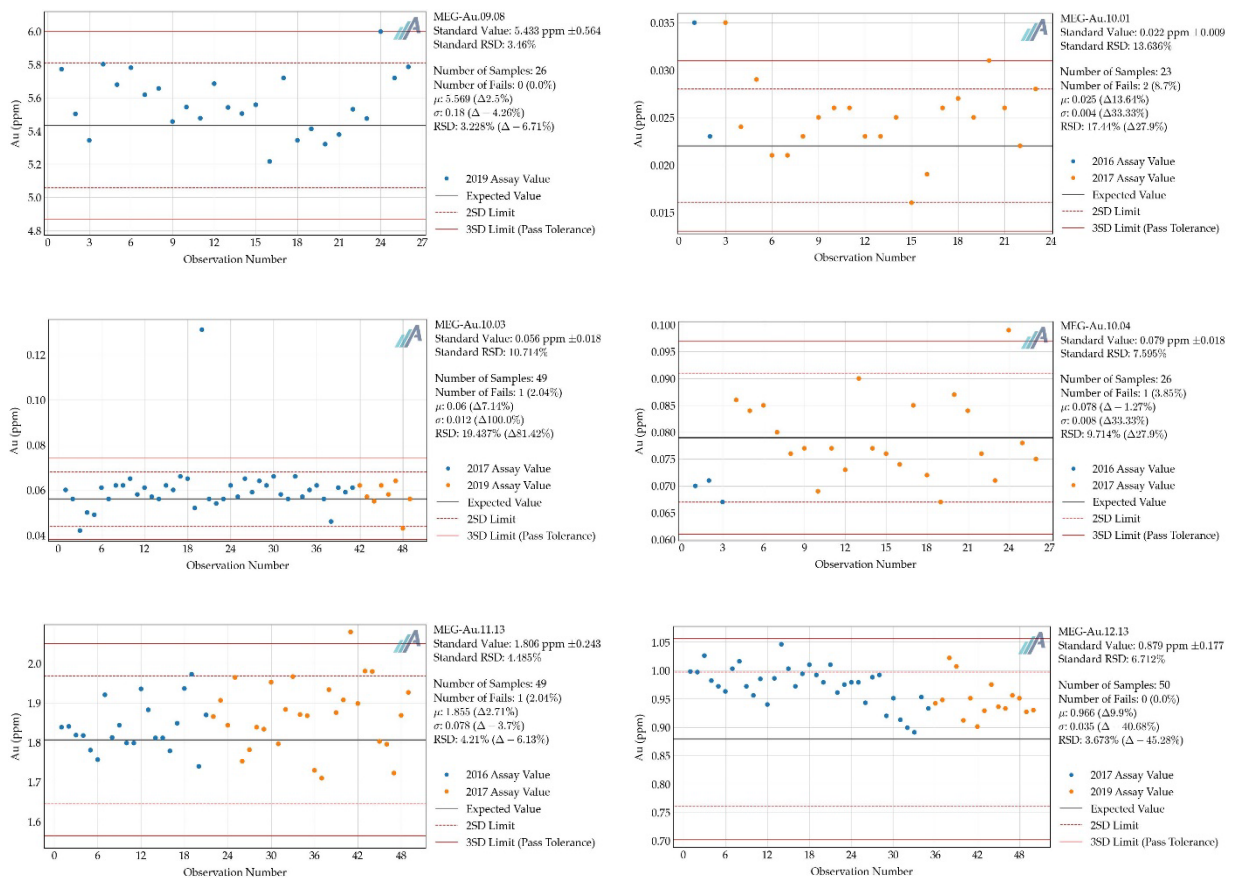 MEG-Au.09.08
Standard Value: 5.433 ppm ±0.564
Standard RSD: 3.46%
Number of Samples: 26
Number of Fails: 0 (0.0%)
μ: 5.569 (Δ2.5%)
σ: 0.18 (Δ − 4.26%)
RSD: 3.228% (Δ − 6.71%)
2019 Assay Value
Expected Value
2SD Limit
3SD Limit (Pass Tolerance)
Au (ppm)
6.0
5.8
5.6
5.4
5.2
5.0
4.8
0 3 6 9 12 15 18 21 24 27
Observation Number
MEG-Au.10.01
Standard Value: 0.022 ppm ±0.009
Standard RSD: 13.636%
Number of Samples: 23
Number of Fails: 2 (8.7%)
μ: 0.025 (Δ13.64%)
σ: 0.004 (Δ33.33%)
RSD: 17.44% (Δ27.9%)
2016 Assay Value
2017 Assay Value
Expected Value
2SD Limit
3SD Limit (Pass Tolerance)
Au (ppm)
0.035
0.030
0.025
0.020
0.015
0 3 6 9 12 15 18 21 24
Observation Number
MEG-Au.10.03
Standard Value: 0.056 ppm ±0.018
Standard RSD: 10.714%
Number of Samples: 49
Number of Fails: 1 (2.04%)
μ: 0.06 (Δ7.14%)
σ: 0.012 (Δ100.0%)
RSD: 19.437% (Δ81.42%)
2017 Assay Value
2019 Assay Value
Expected Value
2SD Limit
3SD Limit (Pass Tolerance)
Au (ppm)
0.12
0.10
0.08
0.06
0.04
0 6 12 18 24 30 36 42 48
Observation Number
MEG-Au.10.04
Standard Value: 0.079 ppm ±0.018
Standard RSD: 7.595%
Number of Samples: 26
Number of Fails: 1 (3.85%)
μ: 0.078 (Δ − 1.27%)
σ: 0.008 (Δ33.33%)
RSD: 9.714% (Δ27.9%)
2016 Assay Value
2017 Assay Value
Expected Value
2SD Limit
3SD Limit (Pass Tolerance)
Au (ppm)
0.100
0.095
0.090
0.085
0.080
0.075
0.070
0.065
0.060
0 3 6 9 12 15 18 21 24 27
Observation Number
MEG-Au.11.13
Standard Value: 1.806 ppm ±0.243
Standard RSD: 4.485%
Number of Samples: 49
Number of Fails: 1 (2.04%)
μ: 1.855 (Δ2.71%)
σ: 0.078 (Δ − 3.7%)
RSD: 4.21% (Δ − 6.13%)
2016 Assay Value
2017 Assay Value
Expected Value
2SD Limit
3SD Limit (Pass Tolerance)
Au (ppm)
2.0
1.9
1.8
1.7
1.6
0 6 12 18 24 30 36 42 48
Observation Number
MEG-Au.12.13
Standard Value: 0.879 ppm ±0.177
Standard RSD: 6.712%
Number of Samples: 50
Number of Fails: 0 (0.0%)
μ: 0.966 (Δ9.9%)
σ: 0.035 (Δ − 40.68%)
RSD: 3.673% (Δ − 45.28%)
2017 Assay Value
2019 Assay Value
Expected Value
2SD Limit
3SD Limit (Pass Tolerance)
Au (ppm)
1.05
1.00
0.95
0.90
0.85
0.80
0.75
0.70
0 6 12 18 24 30 36 42 48
Observation Number